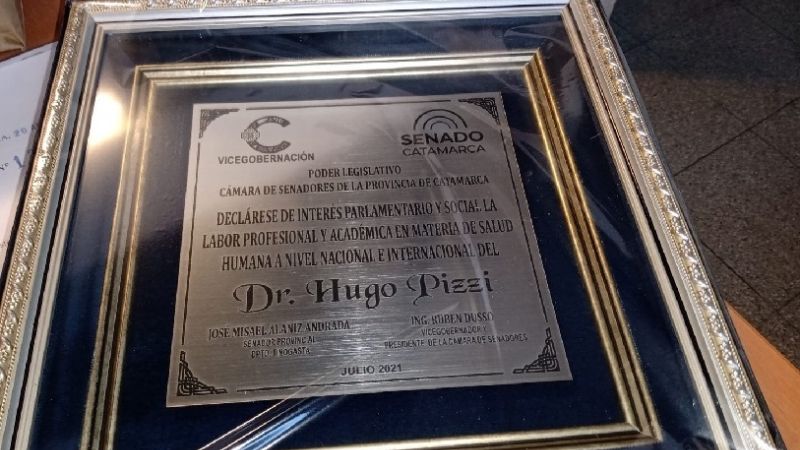 VICEGOBERNACIÓN
SENADO
CATAMARCA
PODER LEGISLATIVO
CÁMARA DE SENADORES DE LA PROVINCIA DE CATAMARCA
DECLÁRESE DE INTERÉS PARLAMENTARIO Y SOCIAL LA
LABOR PROFESIONAL Y ACADÉMICA EN MATERIA DE SALUD
HUMANA A NIVEL NACIONAL E INTERNACIONAL DEL
Dr. Hugo Pizzi
JOSE MISAEL ALANIZ ANDRADA
SENADOR PROVINCIAL
ING. RUBEN DUSSO
VICEGOBERNADOR Y
PRESIDENTE DE LA CÁMARA DE SENADORES
JULIO 2021